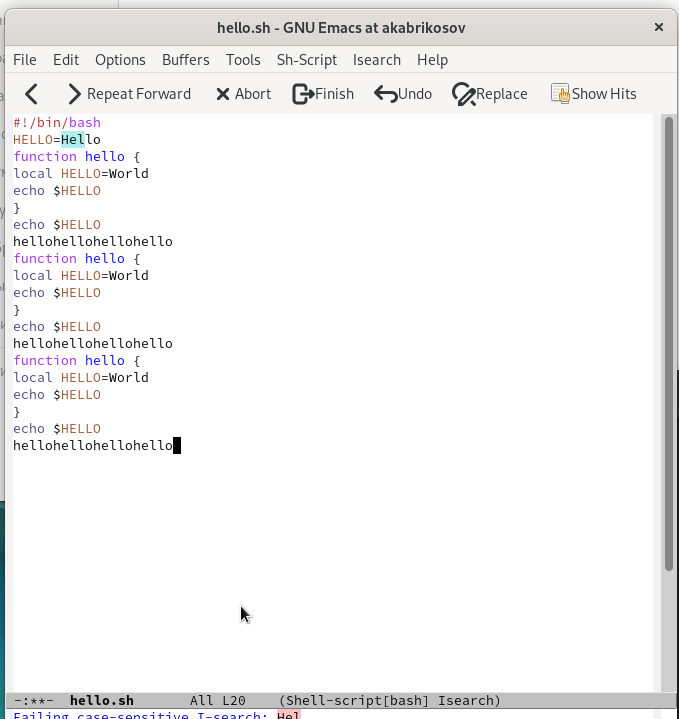 hello.sh - GNU Emacs at akabrikosov
File Edit Options Buffers Tools Sh-Script Isearch Help
Repeat Forward Abort Finish Undo Replace Show Hits
#!/bin/bash
HELLO=Hello
function hello {
local HELLO=World
echo $HELLO
}
echo $HELLO
hellohellohellohello
function hello {
local HELLO=World
echo $HELLO
}
echo $HELLO
hellohellohellohello
function hello {
local HELLO=World
echo $HELLO
}
echo $HELLO
hellohellohellohello
-:**- hello.sh All L20 (Shell-script[bash] Isearch)
Failing case-sensitive I-search: Hel